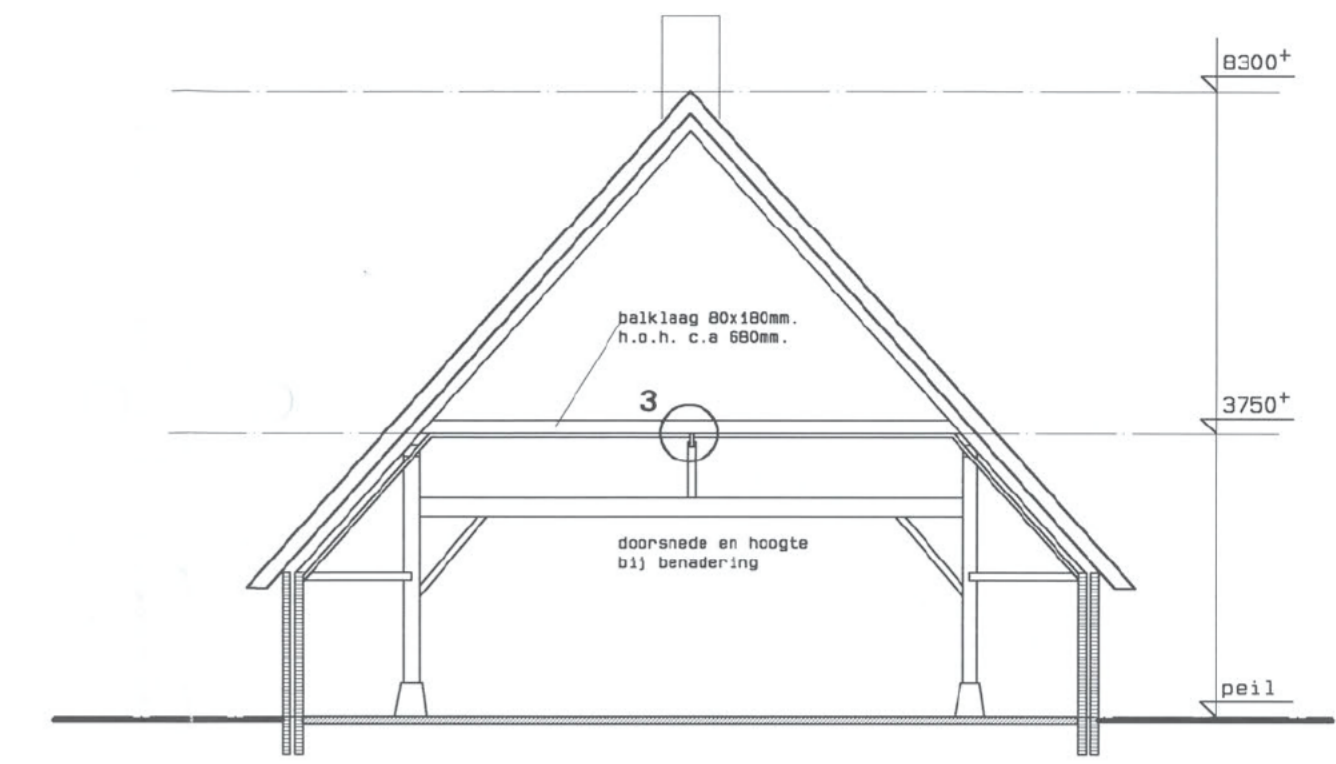 8300+
balklaag 80x180mm.
h.o.h. c.a 680mm.
3
3750+
doorsnede en hoogte
bij benadering
peil